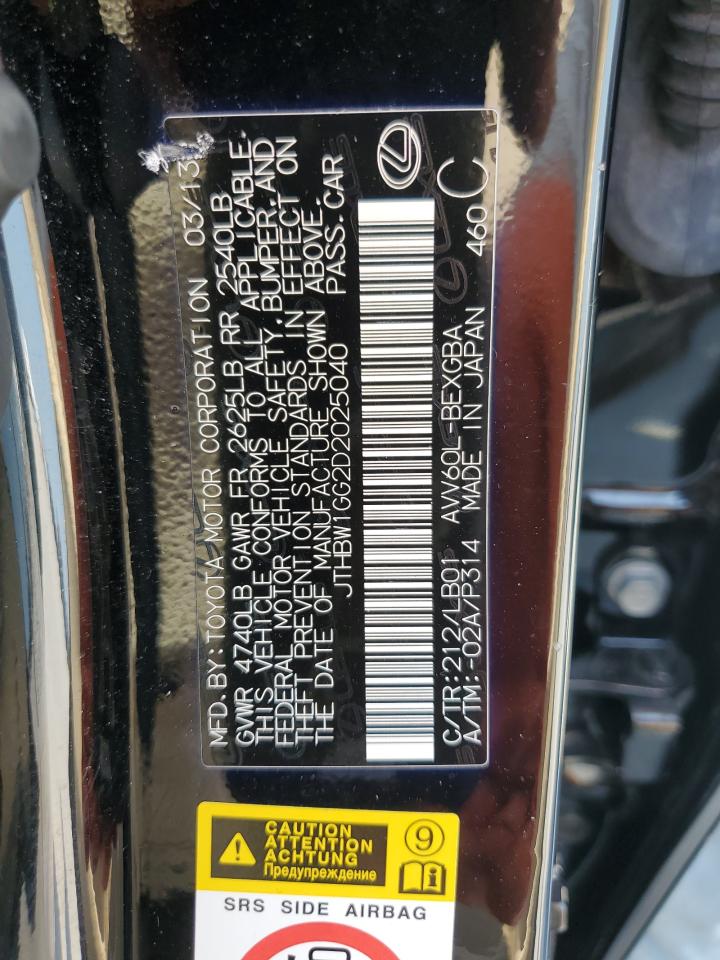 MFD. BY: TOYOTA MOTOR CORPORATION 03/13
GVWR 4740LB GAWR FR 2625LB RR 2540LB
THIS VEHICLE CONFORMS TO ALL APPLICABLE
FEDERAL MOTOR VEHICLE SAFETY, BUMPER, AND
THEFT PREVENTION STANDARDS IN EFFECT ON
THE DATE OF MANUFACTURE SHOWN ABOVE.
JTHBW1GG2D2025040 PASS. CAR
C/TR: 212/LB01 AVV60L-BEXGBA
A/TM: -02A/P314 MADE IN JAPAN 460 C
CAUTION
ATTENTION
ACHTUNG
Предупреждение
9
SRS SIDE AIRBAG